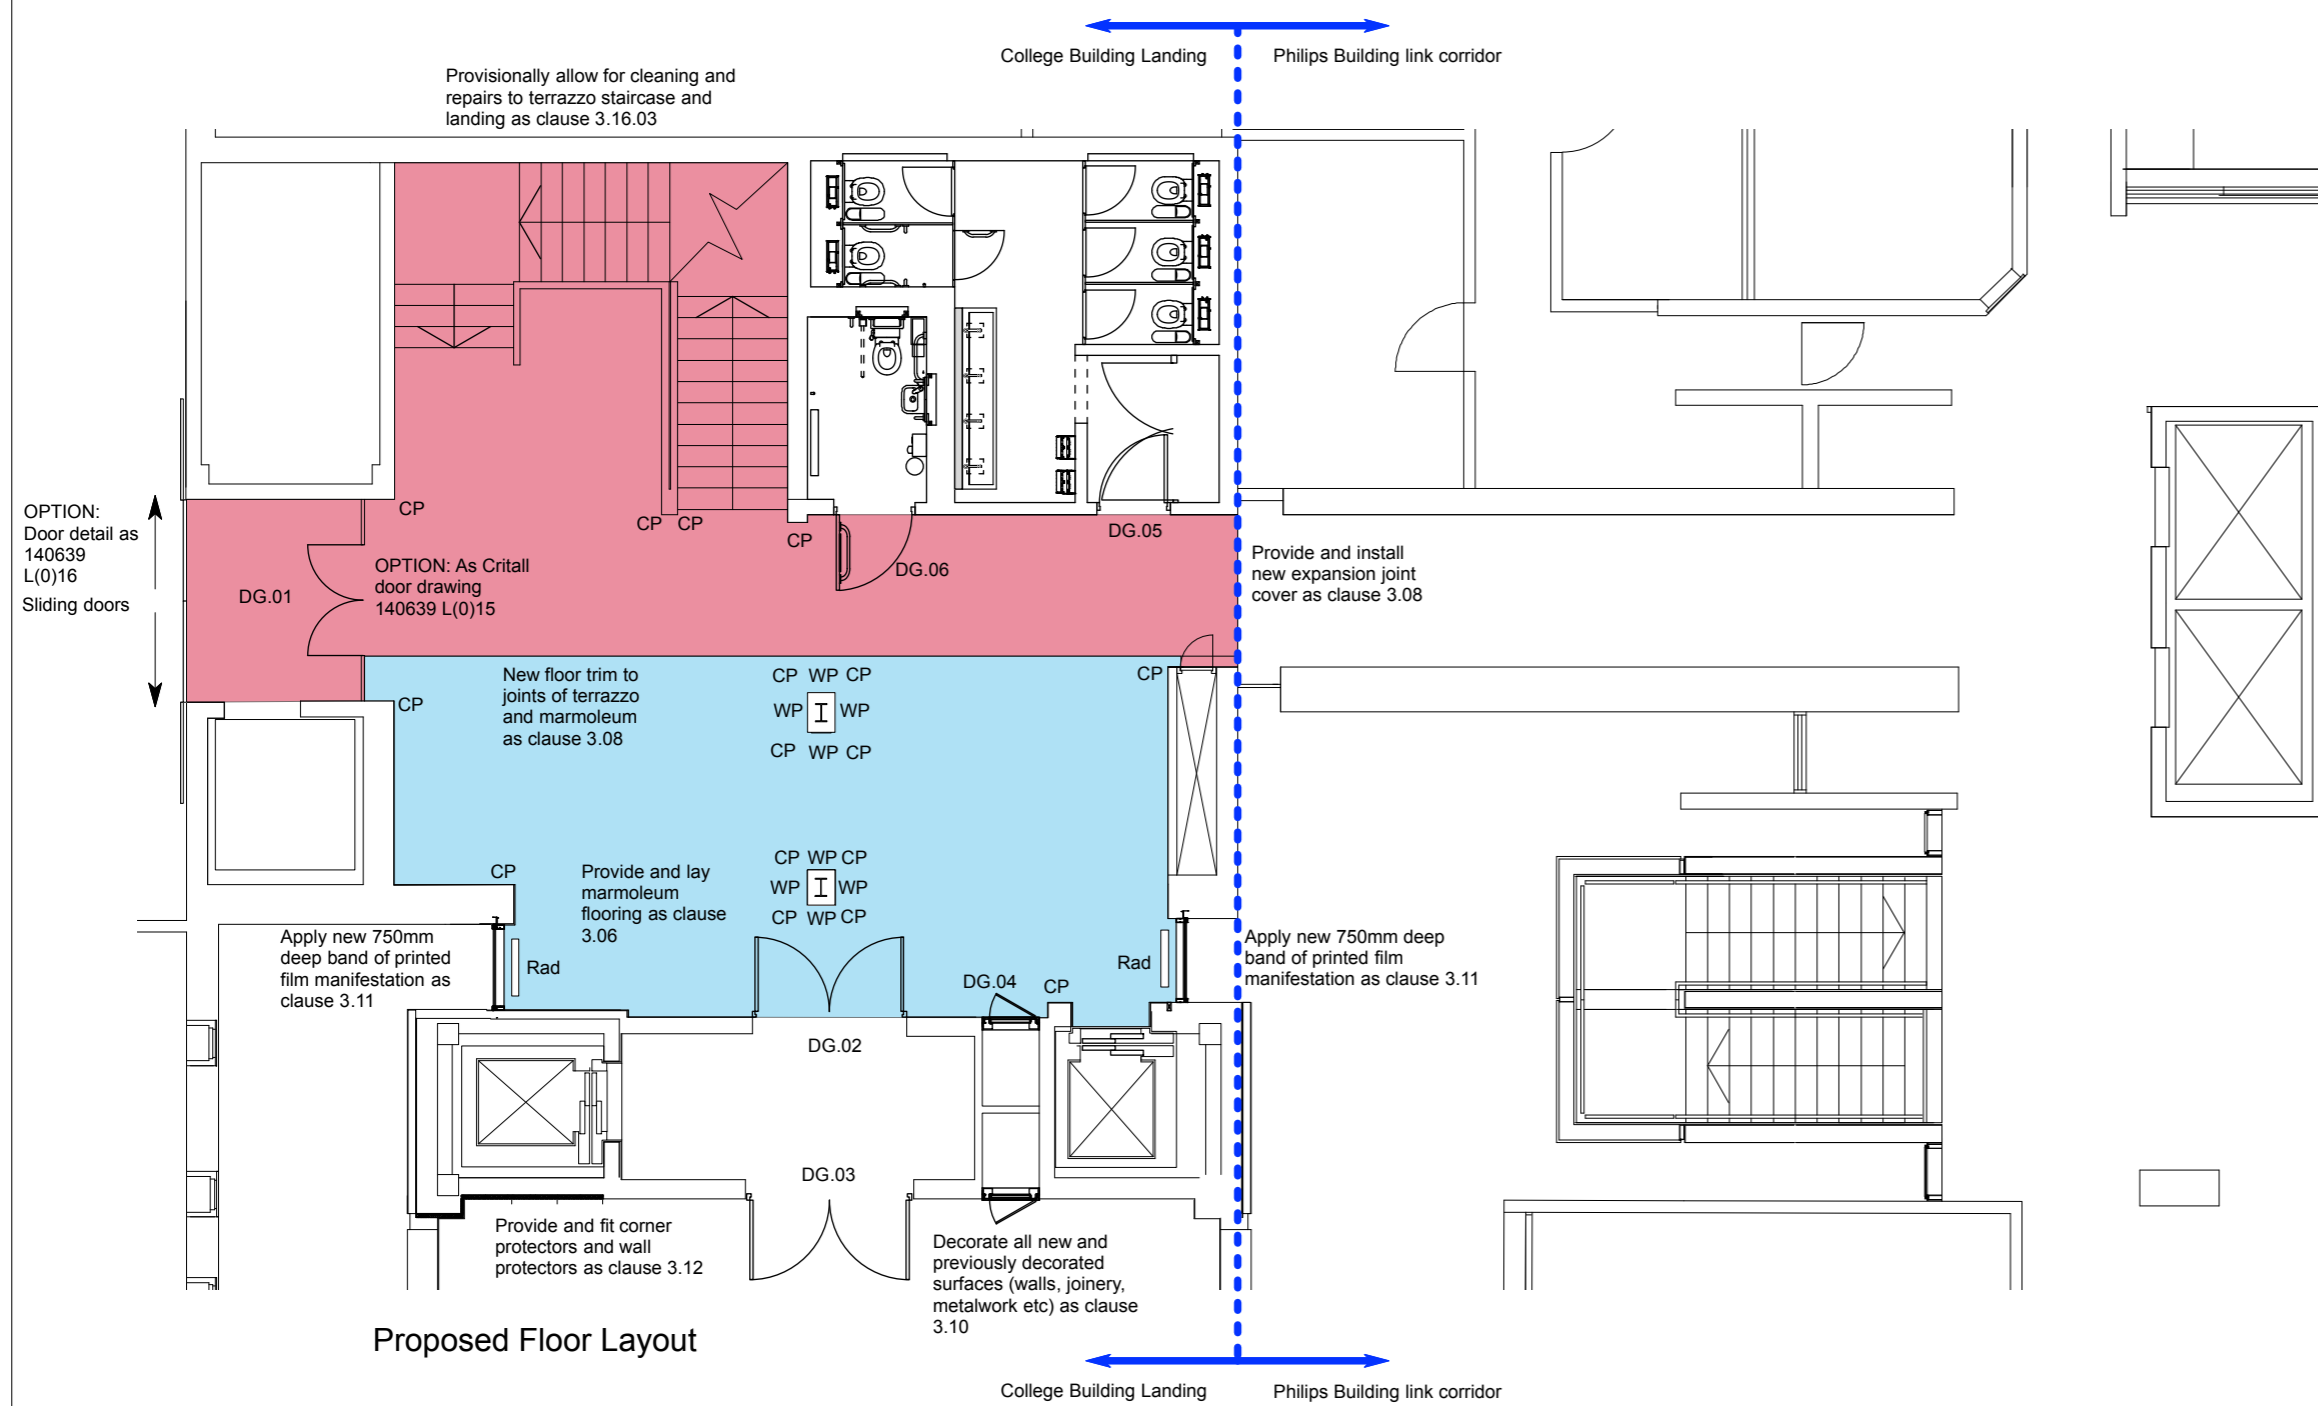 College Building Landing
Philips Building link corridor
Provisionally allow for cleaning and
repairs to terrazzo staircase and
landing as clause 3.16.03
OPTION:
Door detail as
140639
L(0)16
Sliding doors
CP
CP CP
CP
DG.05
DG.06
DG.01
OPTION: As Critall
door drawing
140639 L(0)15
Provide and install
new expansion joint
cover as clause 3.08
New floor trim to
joints of terrazzo
and marmoleum
as clause 3.08
CP
CP WP CP
WP I WP
CP WP CP
CP
CP
Provide and lay
marmoleum
flooring as clause
3.06
CP WP CP
WP I WP
CP WP CP
Apply new 750mm
deep band of printed
film manifestation as
clause 3.11
Rad
Rad
DG.04
CP
Apply new 750mm deep
band of printed film
manifestation as clause 3.11
DG.02
DG.03
Provide and fit corner
protectors and wall
protectors as clause 3.12
Decorate all new and
previously decorated
surfaces (walls, joinery,
metalwork etc) as clause
3.10
Proposed Floor Layout
College Building Landing
Philips Building link corridor